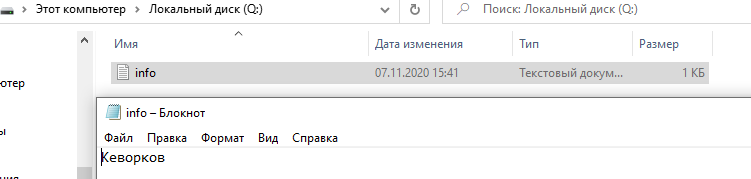 Этот компьютер › Локальный диск (Q:)
Поиск: Локальный диск (Q:)
Имя Дата изменения Тип Размер
info 07.11.2020 15:41 Текстовый докум... 1 КБ
info – Блокнот
Файл Правка Формат Вид Справка
Кеворков